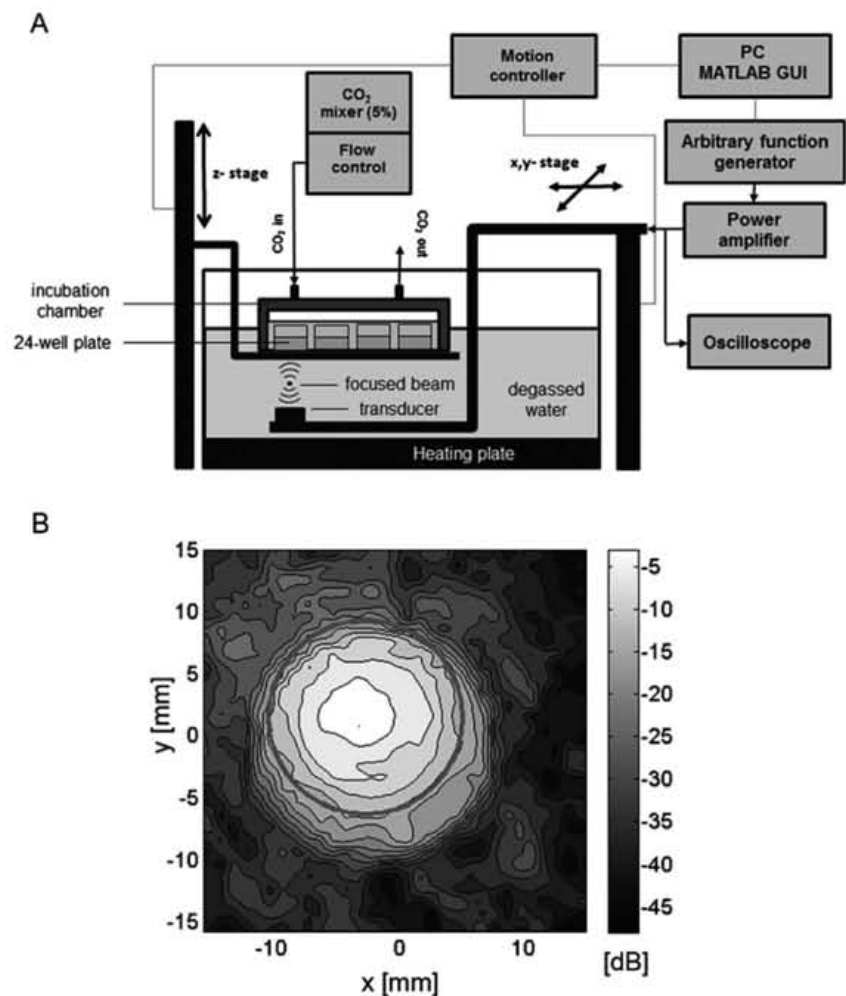 A
Motion
controller
PC
MATLAB GUI
CO2
mixer (5%)
Flow
control
Arbitrary function
generator
z- stage
x,y- stage
Power
amplifier
CO2 in
CO2 out
incubation
chamber
24-well plate
Oscilloscope
focused beam
transducer
degassed
water
Heating plate
B
15
10
5
0
-5
-10
-15
y [mm]
-10
0
10
x [mm]
-5
-10
-15
-20
-25
-30
-35
-40
-45
[dB]